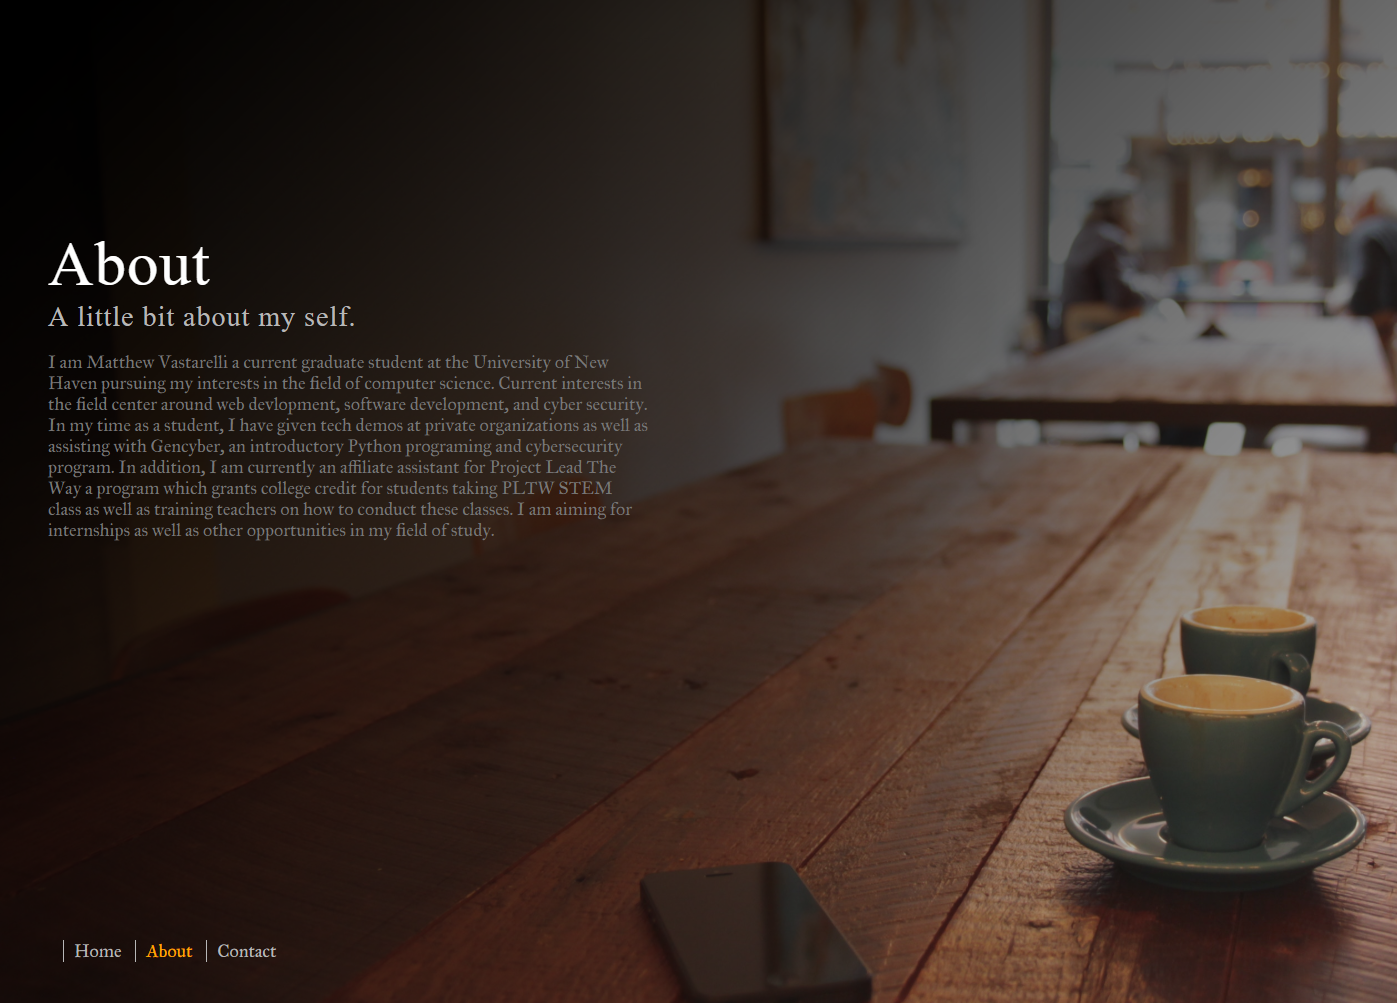 About
A little bit about my self.
I am Matthew Vastarelli a current graduate student at the University of New
Haven pursuing my interests in the field of computer science. Current interests in
the field center around web devlopment, software development, and cyber security.
In my time as a student, I have given tech demos at private organizations as well as
assisting with Gencyber, an introductory Python programing and cybersecurity
program. In addition, I am currently an affiliate assistant for Project Lead The
Way a program which grants college credit for students taking PLTW STEM
class as well as training teachers on how to conduct these classes. I am aiming for
internships as well as other opportunities in my field of study.
Home About Contact